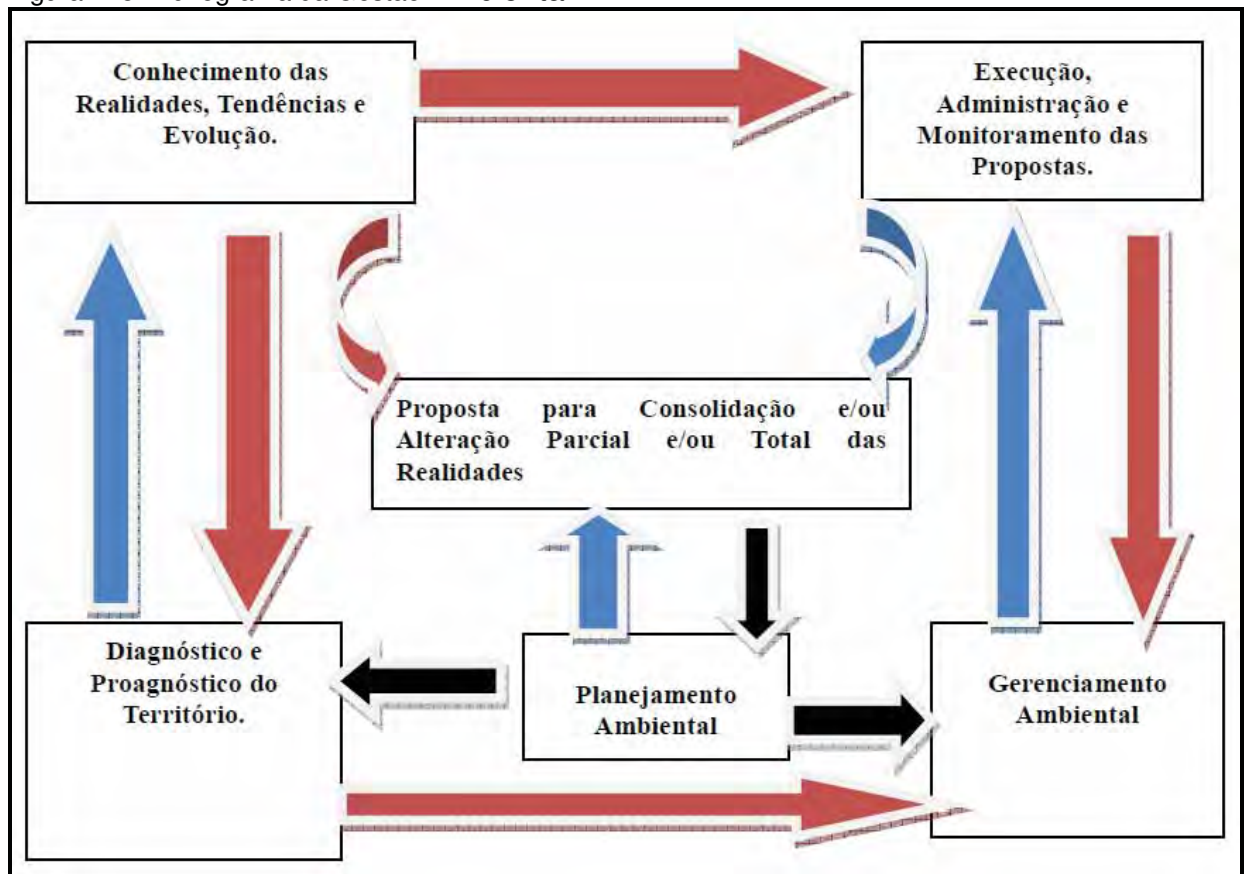 Conhecimento das
Realidades, Tendências e
Evolução.
Execução,
Administração e
Monitoramento das
Propostas.
Proposta para Consolidação e/ou
Alteração Parcial e/ou Total das
Realidades
Diagnóstico e
Proagnóstico do
Território.
Planejamento
Ambiental
Gerenciamento
Ambiental